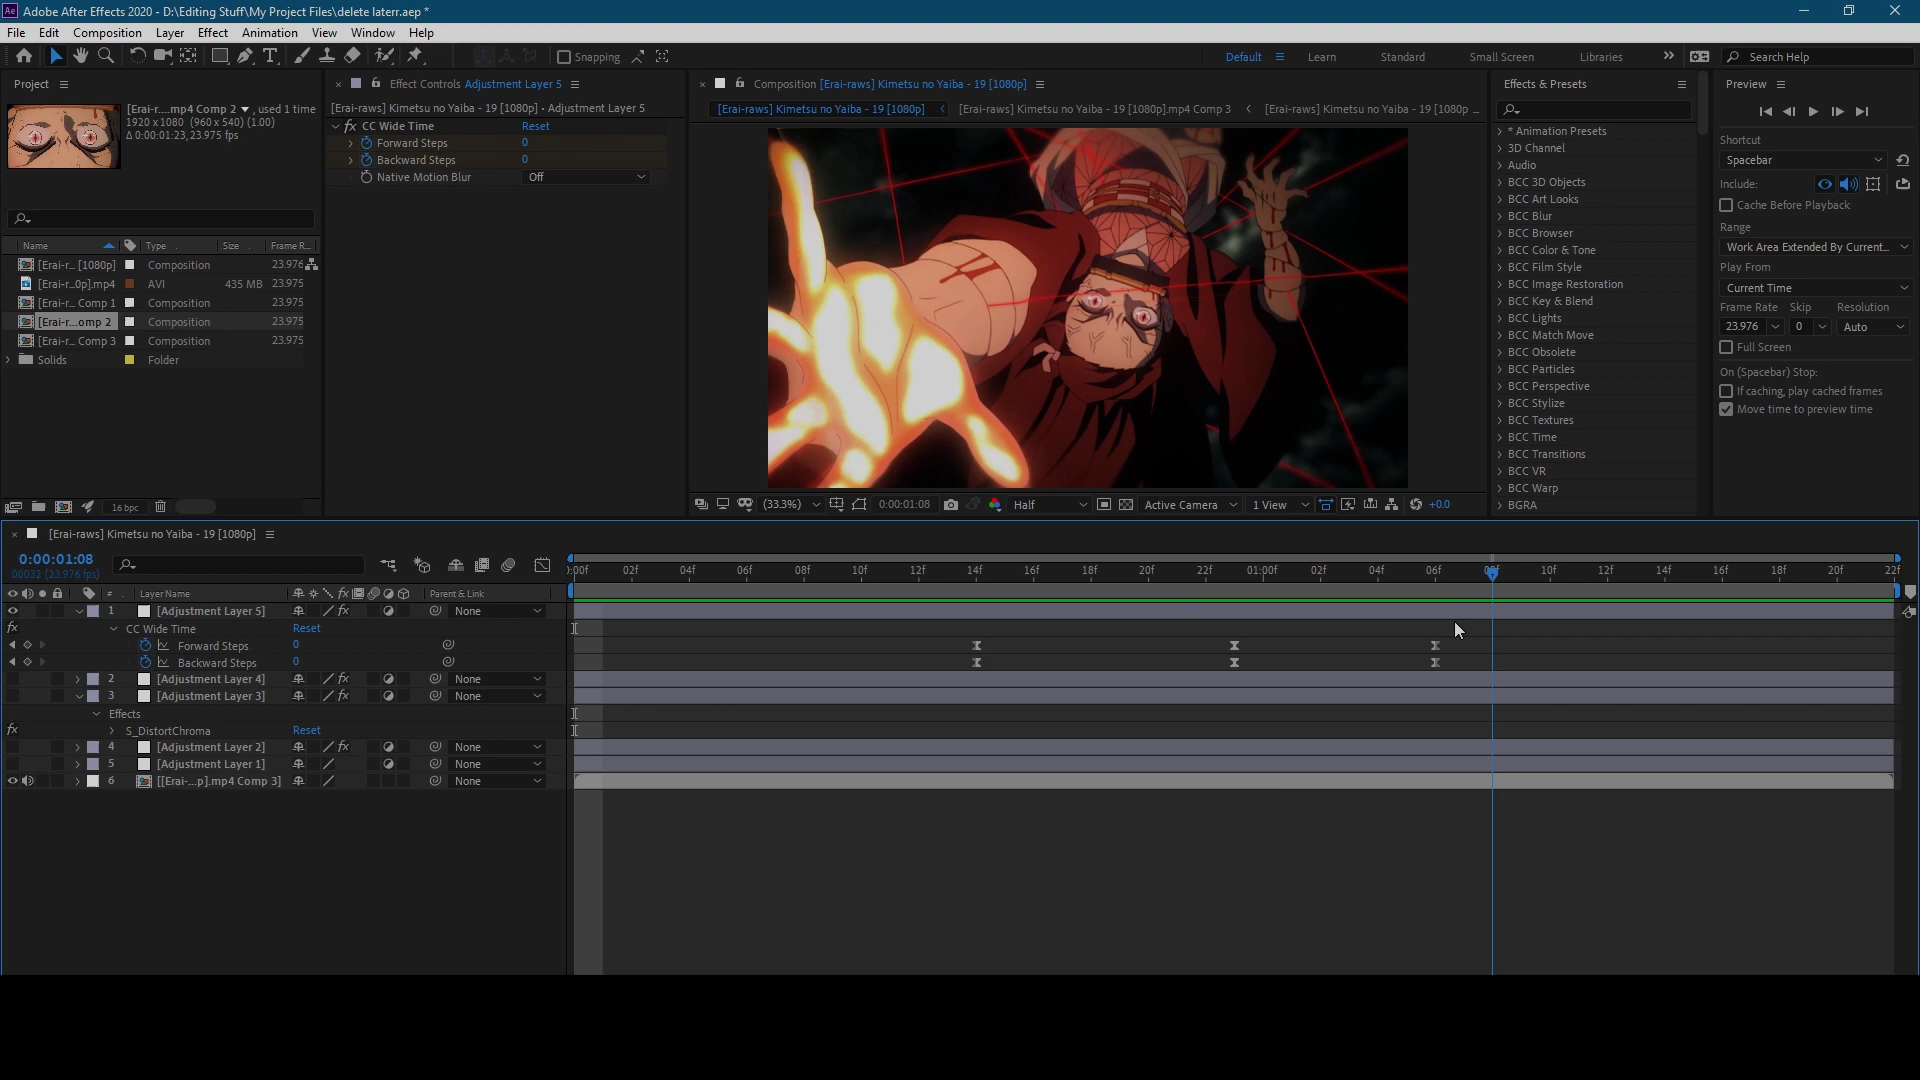 Adobe After Effects 2020 - D:\Editing Stuff\My Project Files\delete laterr.aep *
File Edit Composition Layer Effect Animation View Window Help
Snapping
Default Learn Standard Small Screen Libraries Search Help
Project
[Erai-r....mp4 Comp 2 , used 1 time
1920 x 1080 (960 x 540) (1.00)
Δ 0:00:01:23, 23.975 fps
Name Type Size Frame R...
[Erai-r... [1080p] Composition 23.976
[Erai-r...0p].mp4 AVI 435 MB 23.975
[Erai-r... Comp 1 Composition 23.975
[Erai-r...omp 2 Composition 23.975
[Erai-r... Comp 3 Composition 23.975
Solids Folder
16 bpc
Effect Controls Adjustment Layer 5
[Erai-raws] Kimetsu no Yaiba - 19 [1080p] • Adjustment Layer 5
fx CC Wide Time Reset
Forward Steps 0
Backward Steps 0
Native Motion Blur Off
Composition [Erai-raws] Kimetsu no Yaiba - 19 [1080p]
[Erai-raws] Kimetsu no Yaiba - 19 [1080p] [Erai-raws] Kimetsu no Yaiba - 19 [1080p].mp4 Comp 3 [Erai-raws] Kimetsu no Yaiba - 19 [1080p ...
(33.3%) 0:00:01:08 Half Active Camera 1 View +0.0
Effects & Presets
* Animation Presets
3D Channel
Audio
BCC 3D Objects
BCC Art Looks
BCC Blur
BCC Browser
BCC Color & Tone
BCC Film Style
BCC Image Restoration
BCC Key & Blend
BCC Lights
BCC Match Move
BCC Obsolete
BCC Particles
BCC Perspective
BCC Stylize
BCC Textures
BCC Time
BCC Transitions
BCC VR
BCC Warp
BGRA
Preview
Shortcut
Spacebar
Include:
Cache Before Playback
Range
Work Area Extended By Current...
Play From
Current Time
Frame Rate Skip Resolution
23.976 0 Auto
Full Screen
On (Spacebar) Stop:
If caching, play cached frames
Move time to preview time
[Erai-raws] Kimetsu no Yaiba - 19 [1080p]
0:00:01:08
00032 (23.976 fps)
# Layer Name Parent & Link
):00f 02f 04f 06f 08f 10f 12f 14f 16f 18f 20f 22f 01:00f 02f 04f 06f 10f 12f 14f 16f 18f 20f 22f
1 [Adjustment Layer 5] None
fx CC Wide Time Reset
Forward Steps 0
Backward Steps 0
2 [Adjustment Layer 4] None
3 [Adjustment Layer 3] None
Effects
fx S_DistortChroma Reset
4 [Adjustment Layer 2] None
5 [Adjustment Layer 1] None
6 [[Erai-...p].mp4 Comp 3] None